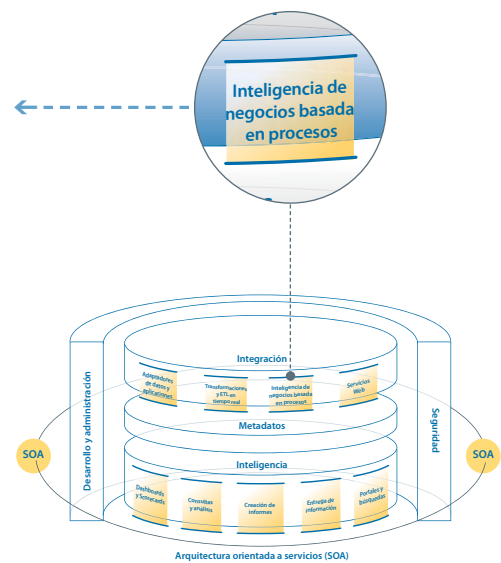 Inteligencia de
negocios basada
en procesos
Integración
Adaptadores
de datos y
aplicaciones
Transformaciones
y ETL en
tiempo real
Inteligencia de
negocios basada
en procesos
Servicios
Web
Metadatos
Inteligencia
Dashboards
y Scorecards
Consultas
y análisis
Creación de
informes
Entrega de
información
Portales y
búsquedas
Desarrollo y administración
Seguridad
SOA
SOA
Arquitectura orientada a servicios (SOA)